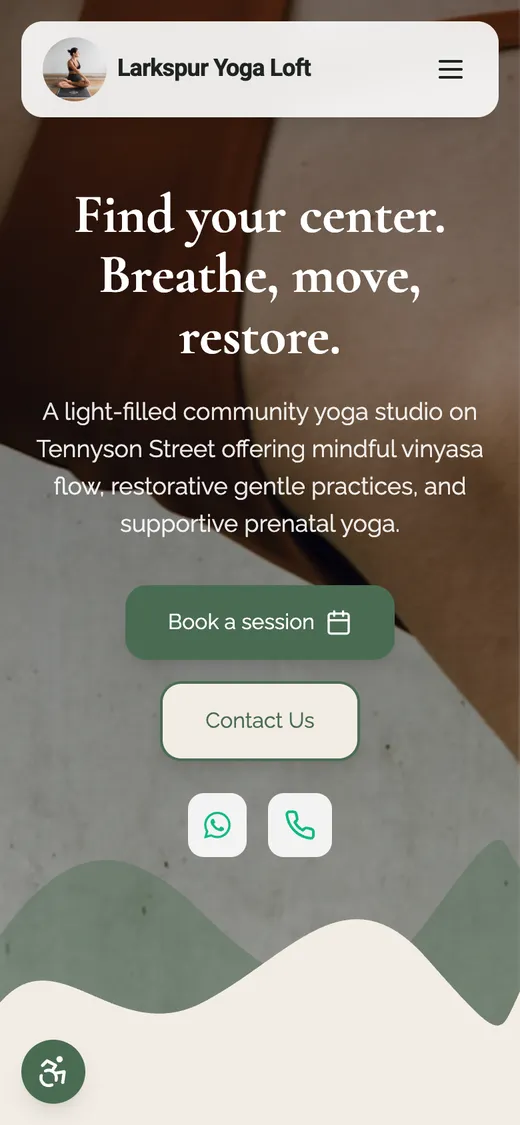 Larkspur Yoga Loft
Find your center.
Breathe, move,
restore.
A light-filled community yoga studio on
Tennyson Street offering mindful vinyasa
flow, restorative gentle practices, and
supportive prenatal yoga.
Book a session
Contact Us